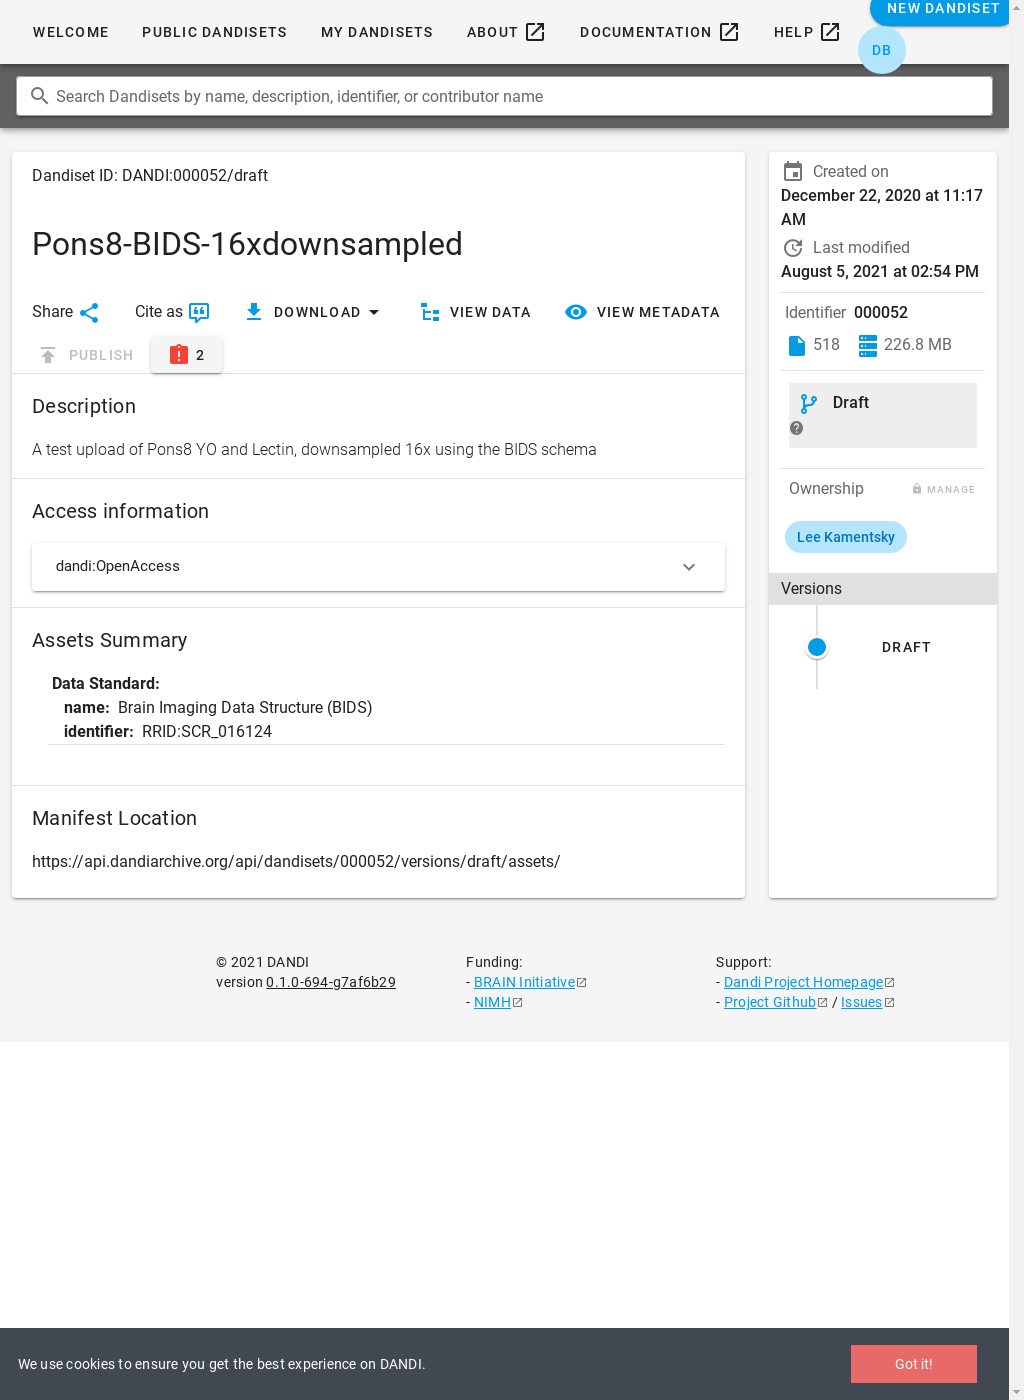 WELCOME PUBLIC DANDISETS MY DANDISETS ABOUT DOCUMENTATION HELP NEW DANDISET
DB
Search Dandisets by name, description, identifier, or contributor name
Dandiset ID: DANDI:000052/draft
Pons8-BIDS-16xdownsampled
Share Cite as DOWNLOAD VIEW DATA VIEW METADATA
PUBLISH 2
Description
A test upload of Pons8 YO and Lectin, downsampled 16x using the BIDS schema
Access information
dandi:OpenAccess
Assets Summary
Data Standard:
name: Brain Imaging Data Structure (BIDS)
identifier: RRID:SCR_016124
Manifest Location
https://api.dandiarchive.org/api/dandisets/000052/versions/draft/assets/
Created on
December 22, 2020 at 11:17
AM
Last modified
August 5, 2021 at 02:54 PM
Identifier 000052
518 226.8 MB
Draft
Ownership MANAGE
Lee Kamentsky
Versions
DRAFT
© 2021 DANDI
version 0.1.0-694-g7af6b29
Funding:
- BRAIN Initiative
- NIMH
Support:
- Dandi Project Homepage
- Project Github / Issues
We use cookies to ensure you get the best experience on DANDI.
Got it!